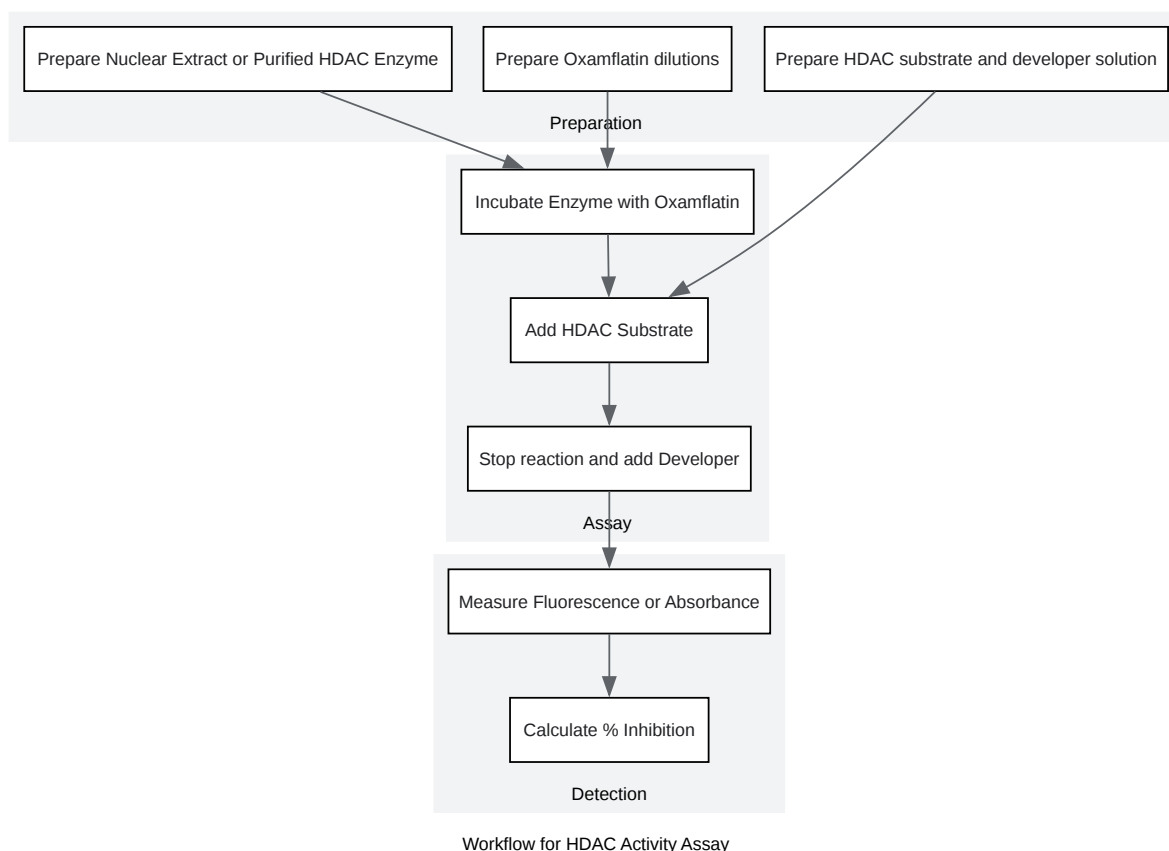 Prepare Nuclear Extract or Purified HDAC Enzyme
Prepare Oxamflatin dilutions
Prepare HDAC substrate and developer solution
Preparation
Incubate Enzyme with Oxamflatin
Add HDAC Substrate
Stop reaction and add Developer
Assay
Measure Fluorescence or Absorbance
Calculate % Inhibition
Detection
Workflow for HDAC Activity Assay